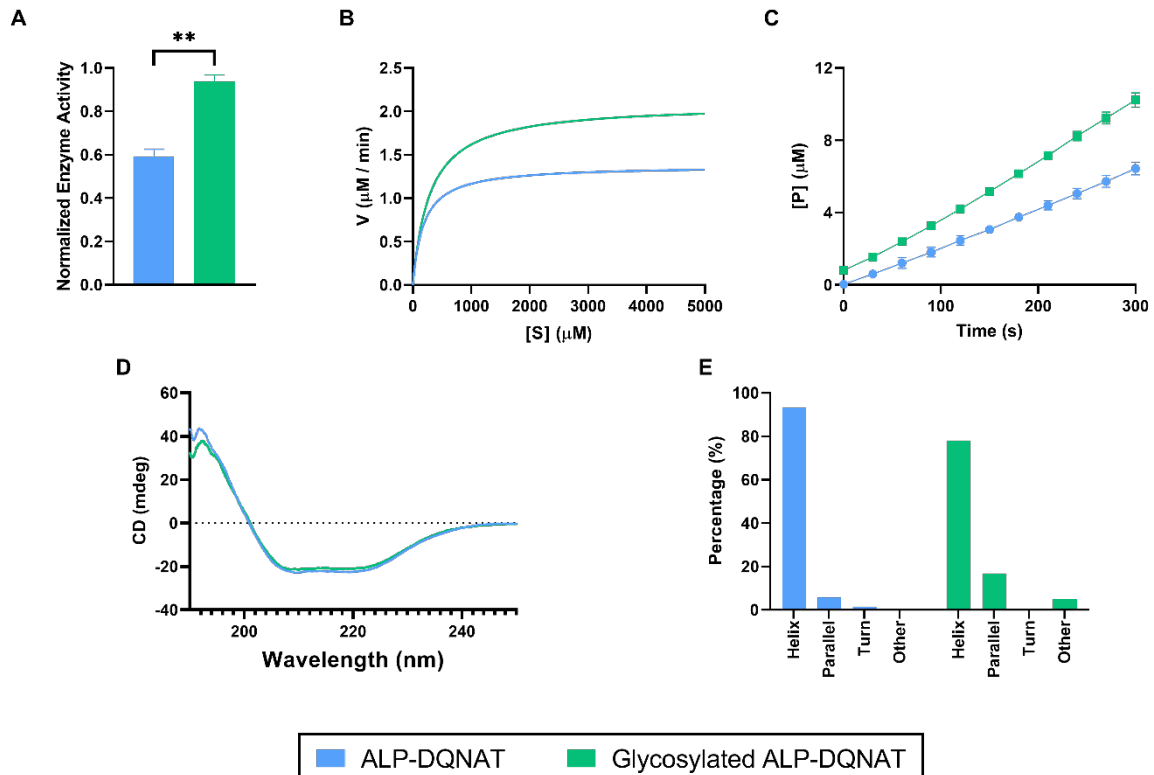 A
**
Normalized Enzyme Activity
1.0
0.8
0.6
0.4
0.2
0.0
B
V (μM / min)
2.5
2.0
1.5
1.0
0.5
0.0
0 1000 2000 3000 4000 5000
[S] (μM)
C
[P] (μM)
12
8
4
0
0 100 200 300
Time (s)
D
CD (mdeg)
60
40
20
0
-20
-40
200 220 240
Wavelength (nm)
E
Percentage (%)
100
80
60
40
20
0
Helix
Parallel
Turn
Other
Helix
Parallel
Turn
Other
ALP-DQNAT Glycosylated ALP-DQNAT